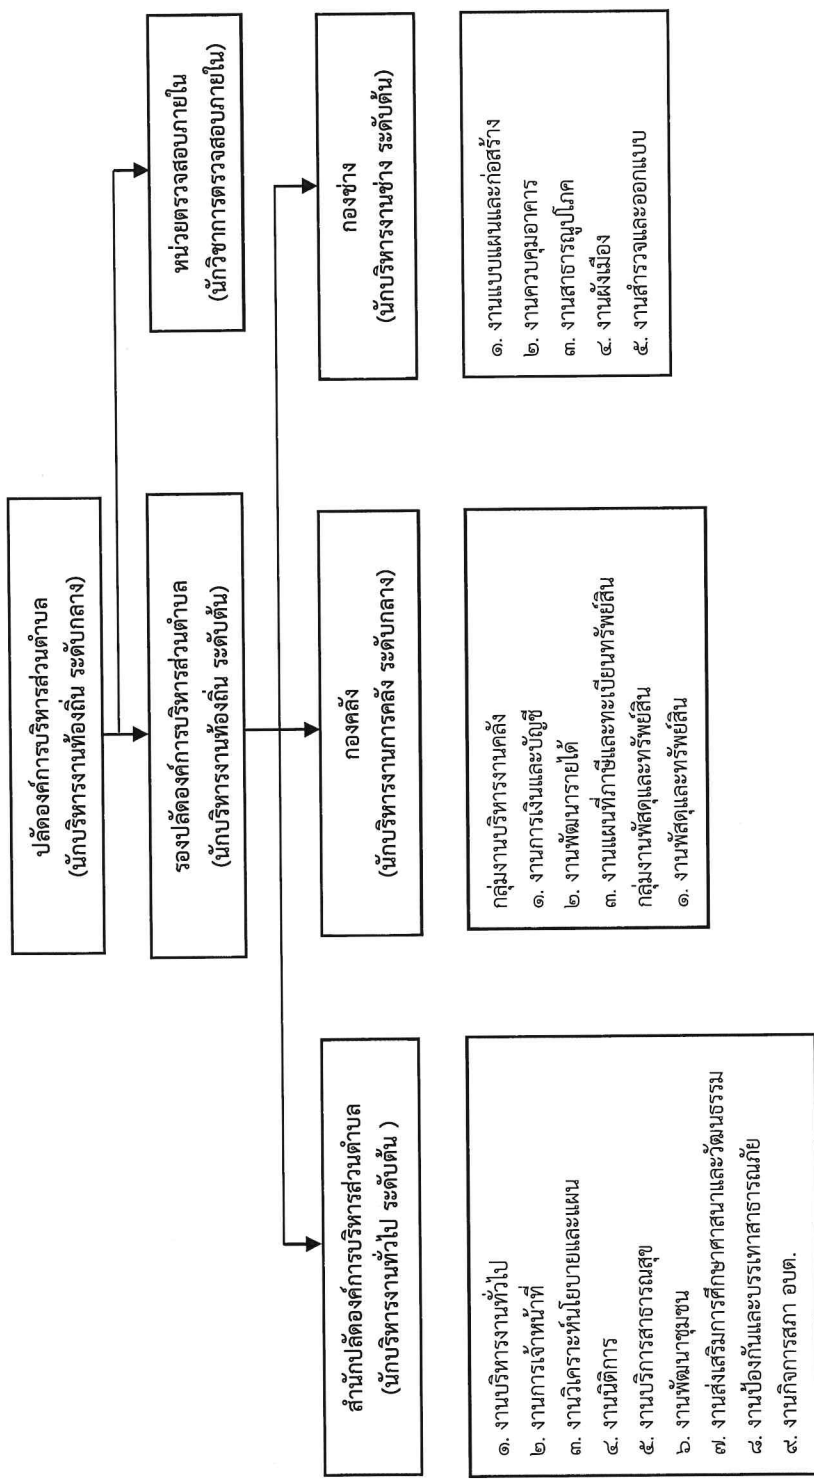 ปลัดองค์การบริหารส่วนตำบล
(นักบริหารงานท้องถิ่น ระดับกลาง)
หน่วยตรวจสอบภายใน
(นักวิชาการตรวจสอบภายใน)
รองปลัดองค์การบริหารส่วนตำบล
(นักบริหารงานท้องถิ่น ระดับต้น)
สำนักปลัดองค์การบริหารส่วนตำบล
(นักบริหารงานทั่วไป ระดับต้น )
กองคลัง
(นักบริหารงานการคลัง ระดับกลาง)
กองช่าง
(นักบริหารงานช่าง ระดับต้น)
๑. งานบริหารงานทั่วไป
๒. งานการเจ้าหน้าที่
๓. งานวิเคราะห์นโยบายและแผน
๔. งานนิติการ
๕. งานบริการสาธารณสุข
๖. งานพัฒนาชุมชน
๗. งานส่งเสริมการศึกษาศาสนาและวัฒนธรรม
๘. งานป้องกันและบรรเทาสาธารณภัย
๙. งานกิจการสภา อบต.
กลุ่มงานบริหารงานคลัง
๑. งานการเงินและบัญชี
๒. งานพัฒนารายได้
๓. งานแผนที่ภาษีและทะเบียนทรัพย์สิน
กลุ่มงานพัสดุและทรัพย์สิน
๑. งานพัสดุและทรัพย์สิน
๑. งานแบบแผนและก่อสร้าง
๒. งานควบคุมอาคาร
๓. งานสาธารณูปโภค
๔. งานผังเมือง
๕. งานสำรวจและออกแบบ